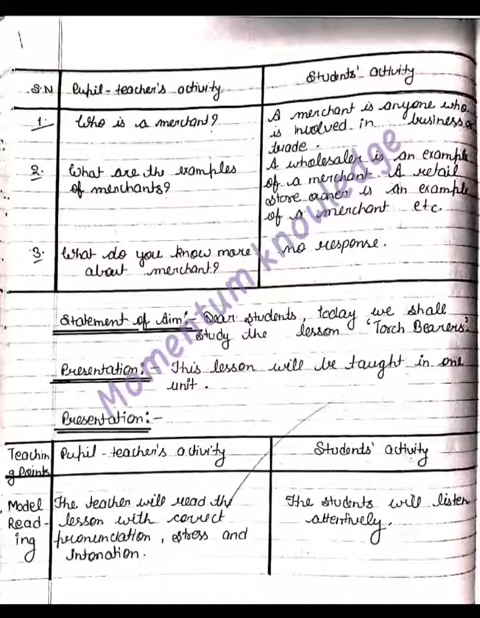 1
S.N Pupil-teacher's activity Students' activity
1. Who is a merchant?
A merchant is anyone who
is involved in business or
trade.
2. What are the examples
of merchants?
A wholesaler is an example
of a merchant. A retail
store owner is an example
of a merchant etc.
3. What do you know more
about merchant?
no response.
Statement of Aim:- Dear students, today we shall
study the lesson 'Torch Bearers'.
Presentation: This lesson will be taught in one
unit.
Presentation:-
Teachin
g Points
Pupil-teacher's activity Students' activity
Model
Read-
ing
The teacher will read the
lesson with correct
pronunciation, stress and
Intonation.
The students will listen
attentively.
Momentum knowledge